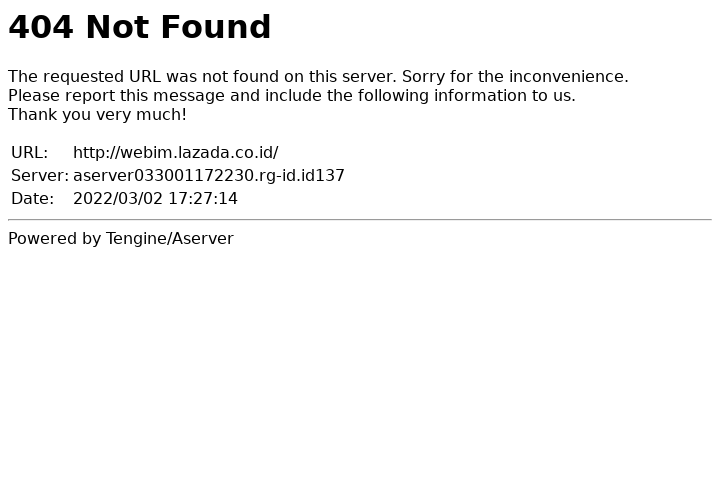 404 Not Found
The requested URL was not found on this server. Sorry for the inconvenience.
Please report this message and include the following information to us.
Thank you very much!
URL: http://webim.lazada.co.id/
Server: aserver033001172230.rg-id.id137
Date: 2022/03/02 17:27:14
Powered by Tengine/Aserver